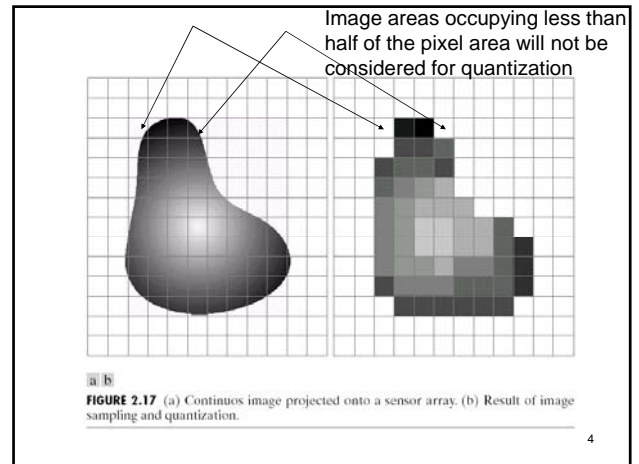 Image areas occupying less than
half of the pixel area will not be
considered for quantization
a b
FIGURE 2.17 (a) Continuos image projected onto a sensor array. (b) Result of image
sampling and quantization.
4